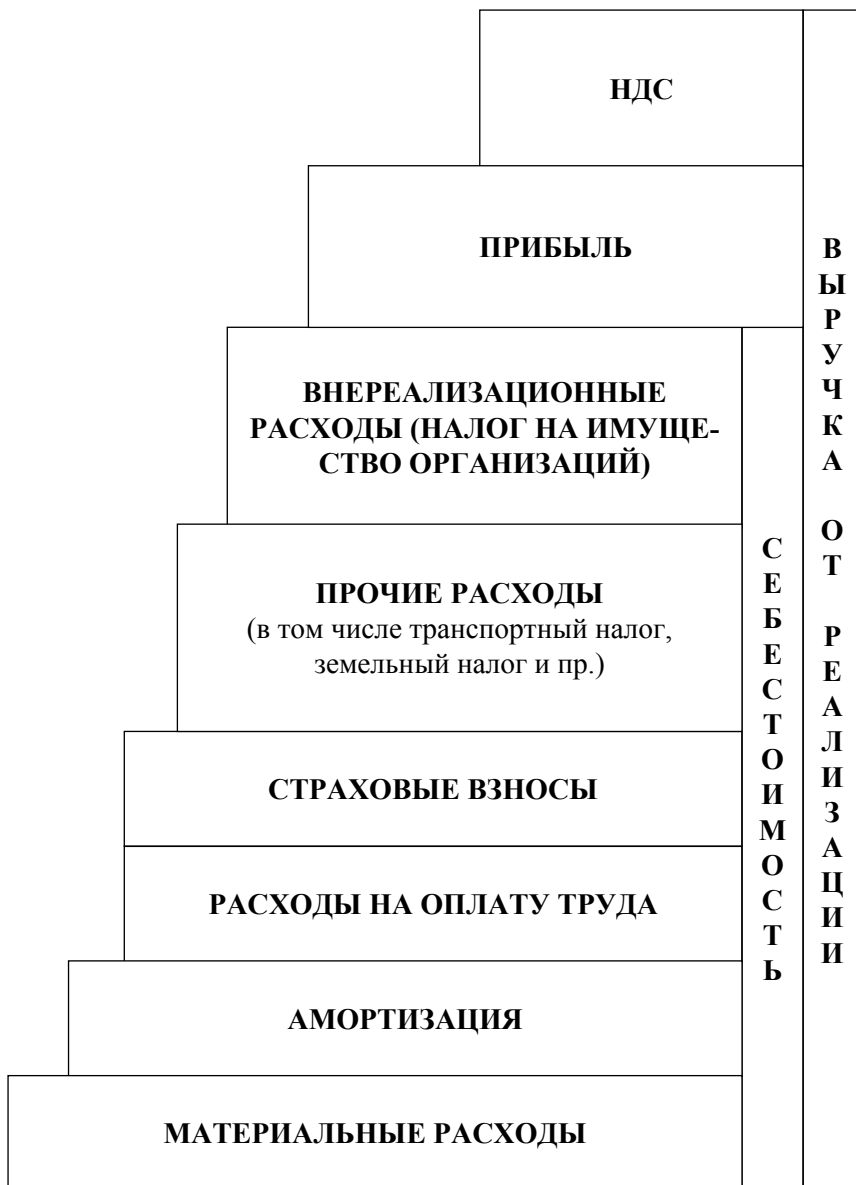 НДС
ПРИБЫЛЬ
ВНЕРЕАЛИЗАЦИОННЫЕ
РАСХОДЫ (НАЛОГ НА ИМУЩЕ-
СТВО ОРГАНИЗАЦИЙ)
ПРОЧИЕ РАСХОДЫ
(в том числе транспортный налог,
земельный налог и пр.)
СТРАХОВЫЕ ВЗНОСЫ
РАСХОДЫ НА ОПЛАТУ ТРУДА
АМОРТИЗАЦИЯ
МАТЕРИАЛЬНЫЕ РАСХОДЫ
СЕБЕСТОИМОСТЬ
ВЫРУЧКА ОТ РЕАЛИЗАЦИИ